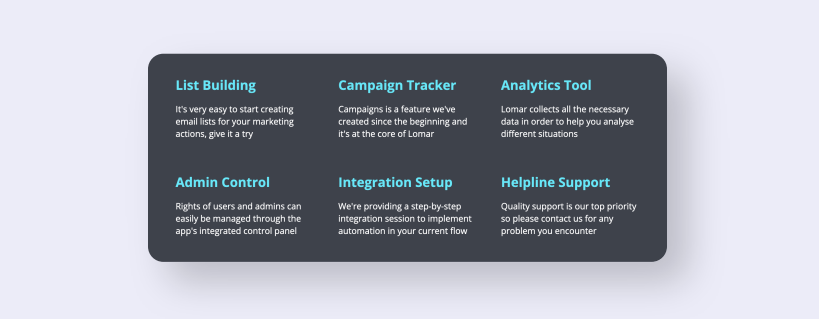 List Building
It's very easy to start creating
email lists for your marketing
actions, give it a try
Campaign Tracker
Campaigns is a feature we've
created since the beginning and
it's at the core of Lomar
Analytics Tool
Lomar collects all the necessary
data in order to help you analyse
different situations
Admin Control
Rights of users and admins can
easily be managed through the
app's integrated control panel
Integration Setup
We're providing a step-by-step
integration session to implement
automation in your current flow
Helpline Support
Quality support is our top priority
so please contact us for any
problem you encounter